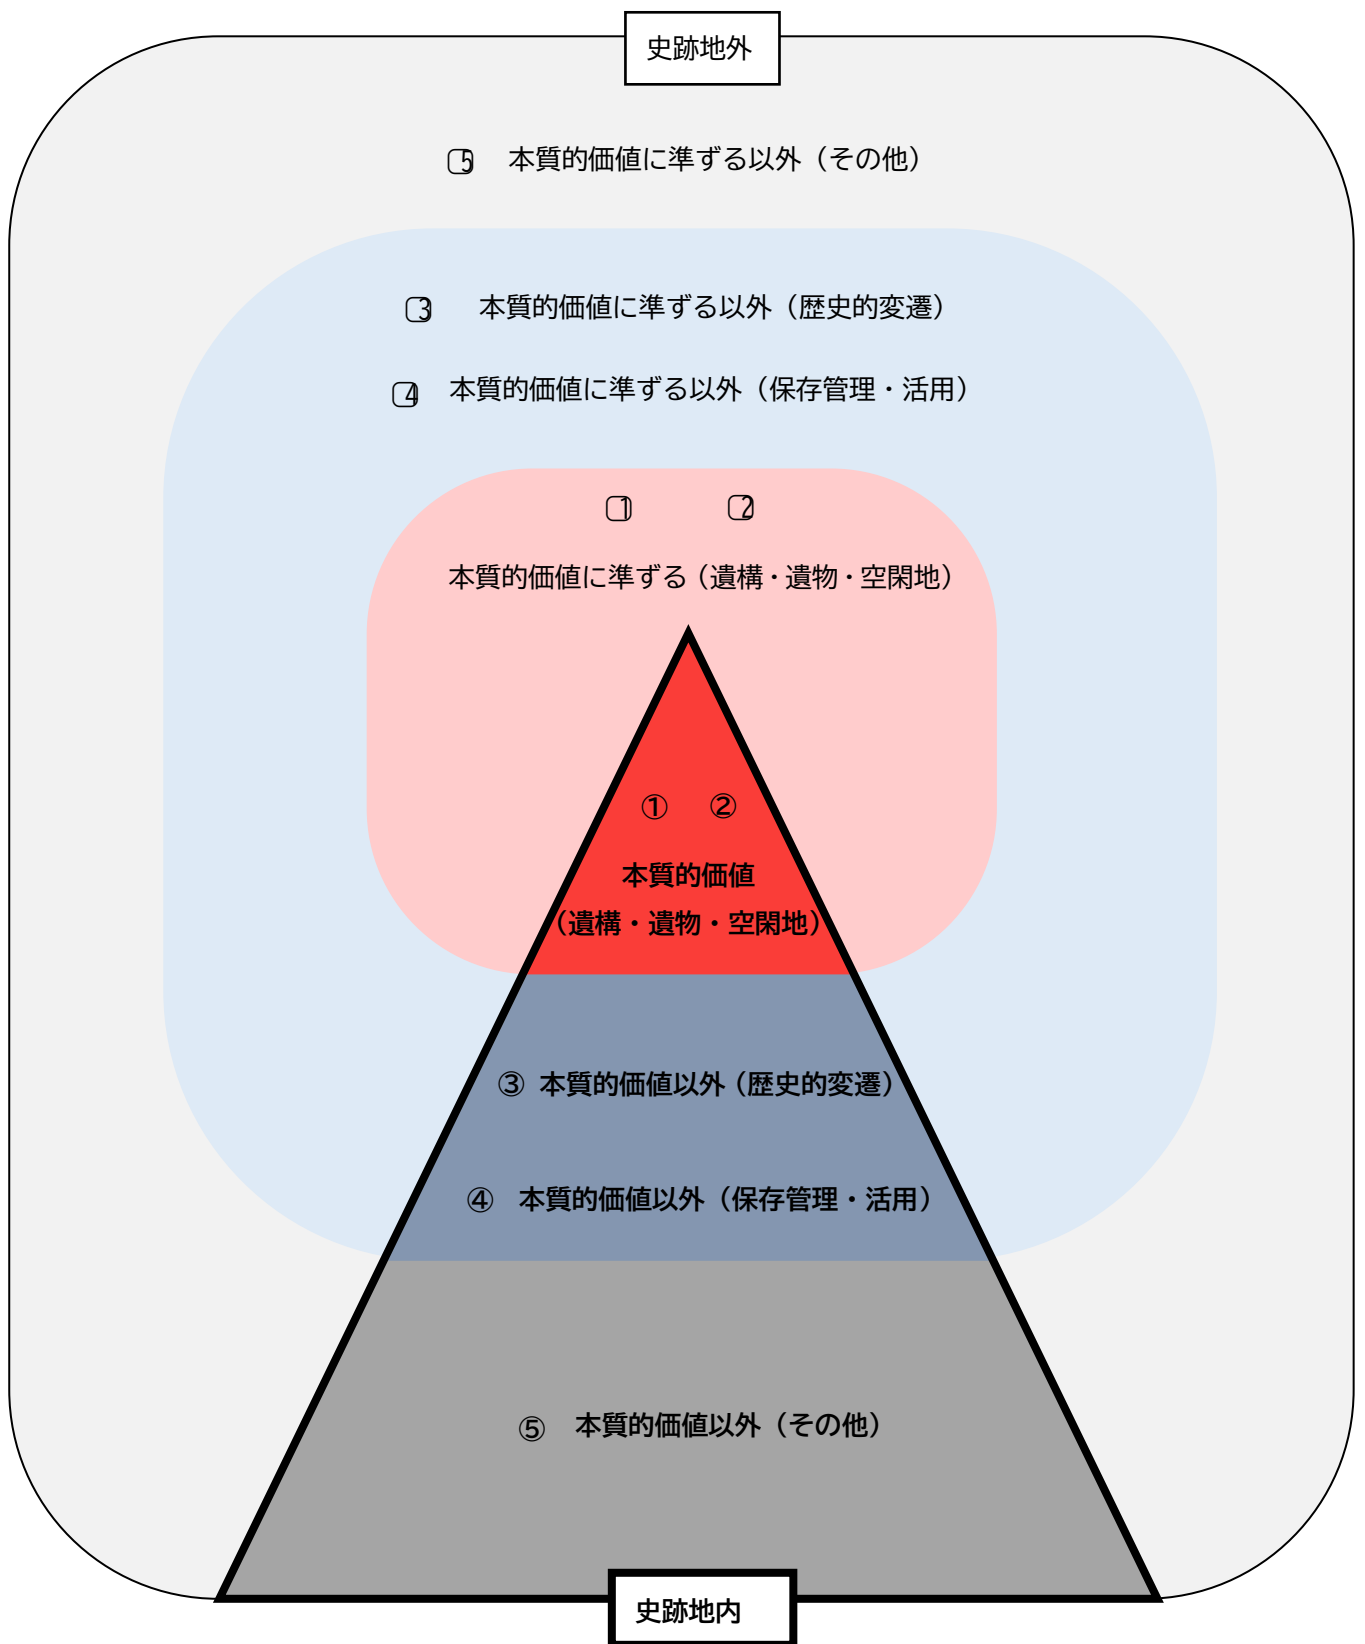 史跡地外
5 本質的価値に準ずる以外（その他）
3 本質的価値に準ずる以外（歴史的変遷）
4 本質的価値に準ずる以外（保存管理・活用）
1 2
本質的価値に準ずる（遺構・遺物・空閑地）
① ②
本質的価値
（遺構・遺物・空閑地）
③ 本質的価値以外（歴史的変遷）
④ 本質的価値以外（保存管理・活用）
⑤ 本質的価値以外（その他）
史跡地内